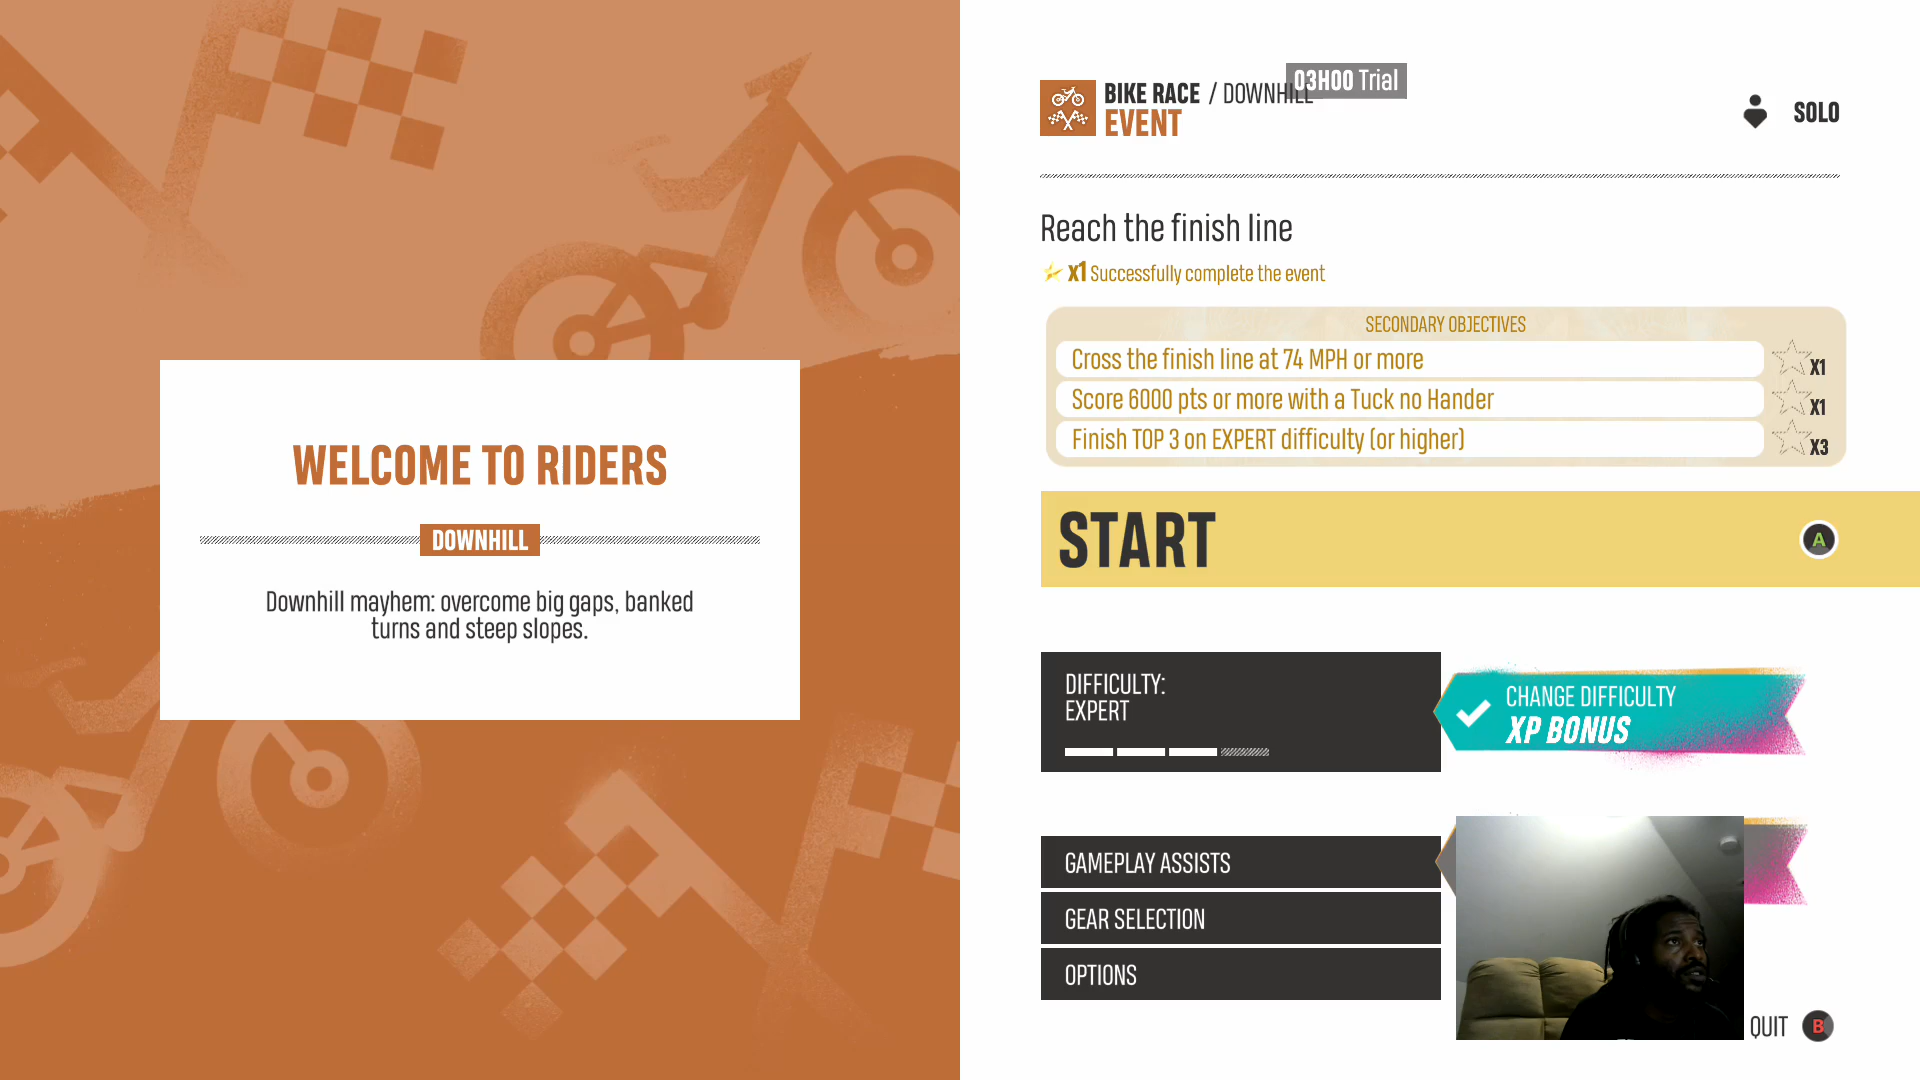 WELCOME TO RIDERS
DOWNHILL
Downhill mayhem: overcome big gaps, banked
turns and steep slopes.
BIKE RACE / DOWNHILL
03H00 Trial
EVENT
SOLO
Reach the finish line
x1 Successfully complete the event
SECONDARY OBJECTIVES
Cross the finish line at 74 MPH or more
X1
Score 6000 pts or more with a Tuck no Hander
X1
Finish TOP 3 on EXPERT difficulty (or higher)
X3
START
A
DIFFICULTY:
EXPERT
CHANGE DIFFICULTY
XP BONUS
GAMEPLAY ASSISTS
GEAR SELECTION
OPTIONS
QUIT B